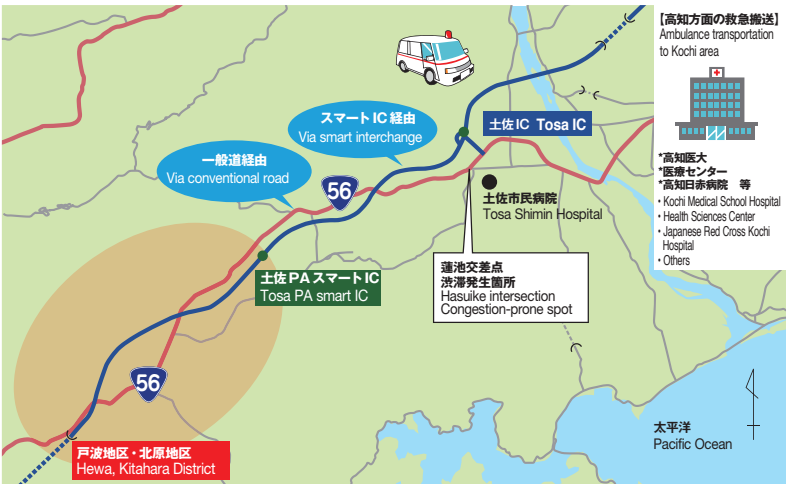 【高知方面の救急搬送】
Ambulance transportation
to Kochi area
*高知医大
*医療センター
*高知日赤病院 等
・Kochi Medical School Hospital
・Health Sciences Center
・Japanese Red Cross Kochi
Hospital
・Others
スマートIC経由
Via smart interchange
土佐IC Tosa IC
一般道経由
Via conventional road
56
土佐市民病院
Tosa Shimin Hospital
土佐PAスマートIC
Tosa PA smart IC
蓮池交差点
渋滞発生箇所
Hasuike intersection
Congestion-prone spot
56
戸波地区・北原地区
Hewa, Kitahara District
太平洋
Pacific Ocean